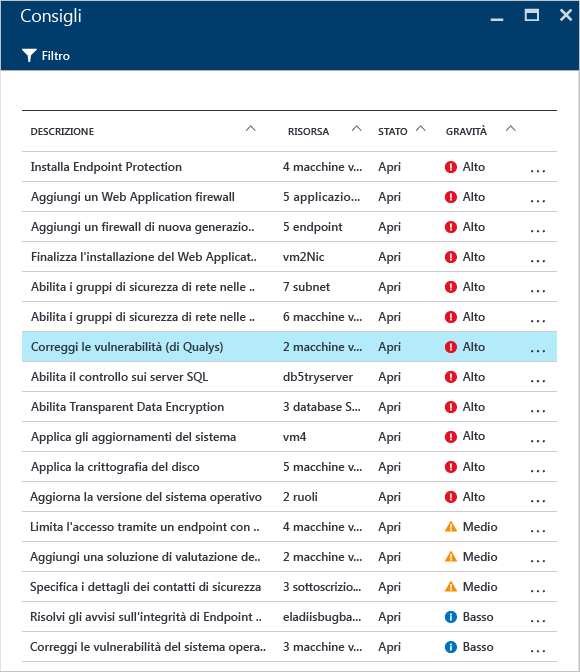 Consigli
Filtro
DESCRIZIONE RISORSA STATO GRAVITÀ
Installa Endpoint Protection 4 macchine v... Apri Alto ...
Aggiungi un Web Application firewall 5 applicazio... Apri Alto ...
Aggiungi un firewall di nuova generazio.. 5 endpoint Apri Alto ...
Finalizza l'installazione del Web Applicat.. vm2Nic Apri Alto ...
Abilita i gruppi di sicurezza di rete nelle .. 7 subnet Apri Alto ...
Abilita i gruppi di sicurezza di rete nelle .. 6 macchine v... Apri Alto ...
Correggi le vulnerabilità (di Qualys) 2 macchine v... Apri Alto ...
Abilita il controllo sui server SQL db5tryserver Apri Alto ...
Abilita Transparent Data Encryption 3 database S... Apri Alto ...
Applica gli aggiornamenti del sistema vm4 Apri Alto ...
Applica la crittografia del disco 5 macchine v... Apri Alto ...
Aggiorna la versione del sistema operativo 2 ruoli Apri Alto ...
Limita l'accesso tramite un endpoint con .. 4 macchine v... Apri Medio ...
Aggiungi una soluzione di valutazione de.. 2 macchine v... Apri Medio ...
Specifica i dettagli dei contatti di sicurezza 3 sottoscrizio... Apri Medio ...
Risolvi gli avvisi sull'integrità di Endpoint .. eladiisbugba... Apri Basso ...
Correggi le vulnerabilità del sistema opera.. 3 macchine v... Apri Basso ...